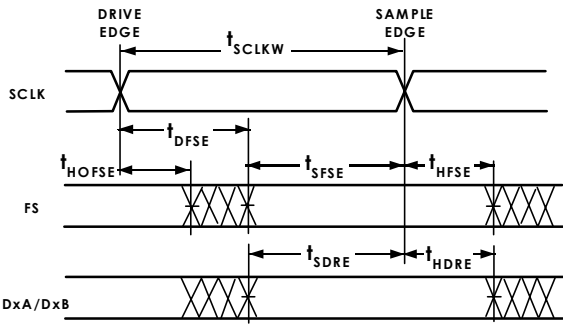 DRIVE EDGE
SAMPLE EDGE
tSCLKW
SCLK
tDFSE
tHOFSE
tSFSE
tHFSE
FS
tSDRE
tHDRE
DxA/DxB